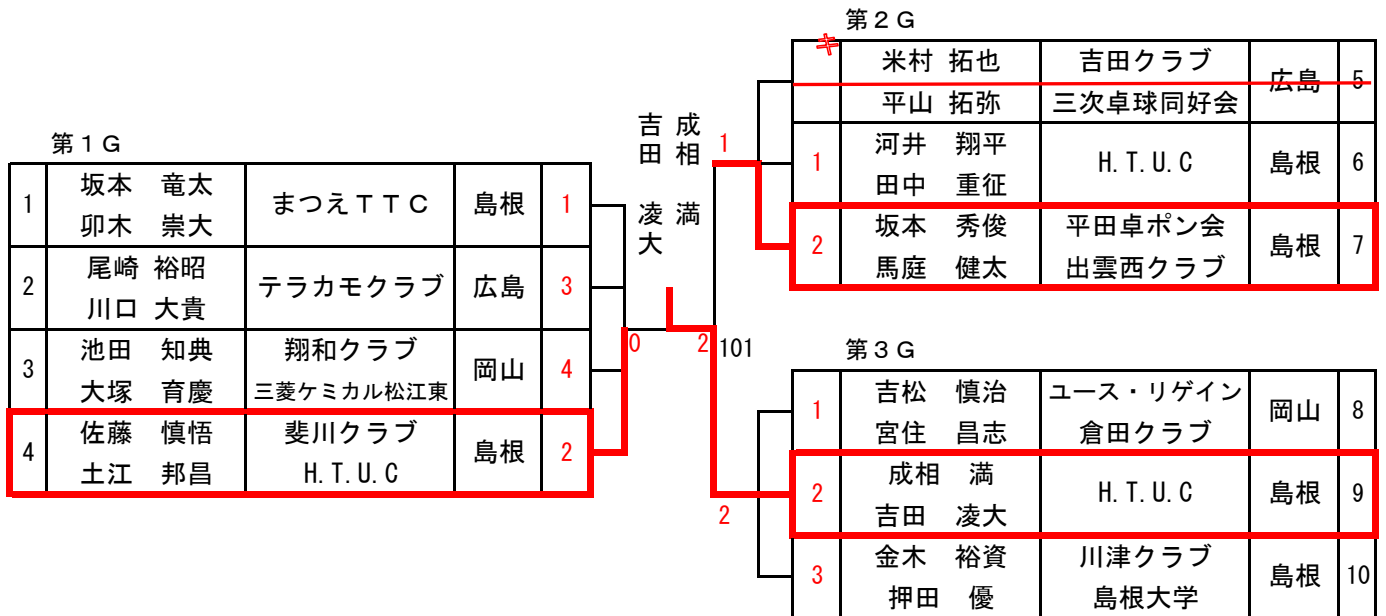 第１Ｇ
1 坂本 竜太 卯木 崇大 まつえＴＴＣ 島根 1
2 尾崎 裕昭 川口 大貴 テラカモクラブ 広島 3
3 池田 知典 大塚 育慶 翔和クラブ 三菱ケミカル松江東 岡山 4
4 佐藤 慎悟 土江 邦昌 斐川クラブ H.T.U.C 島根 2
成相 満
吉田 凌大
1
0
2
101
2
第２Ｇ
キ 米村 拓也 平山 拓弥 吉田クラブ 三次卓球同好会 広島 5
1 河井 翔平 田中 重征 H.T.U.C 島根 6
2 坂本 秀俊 馬庭 健太 平田卓ポン会 出雲西クラブ 島根 7
第３Ｇ
1 吉松 慎治 宮住 昌志 ユース・リゲイン 倉田クラブ 岡山 8
2 成相 満 吉田 凌大 H.T.U.C 島根 9
3 金木 裕資 押田 優 川津クラブ 島根大学 島根 10